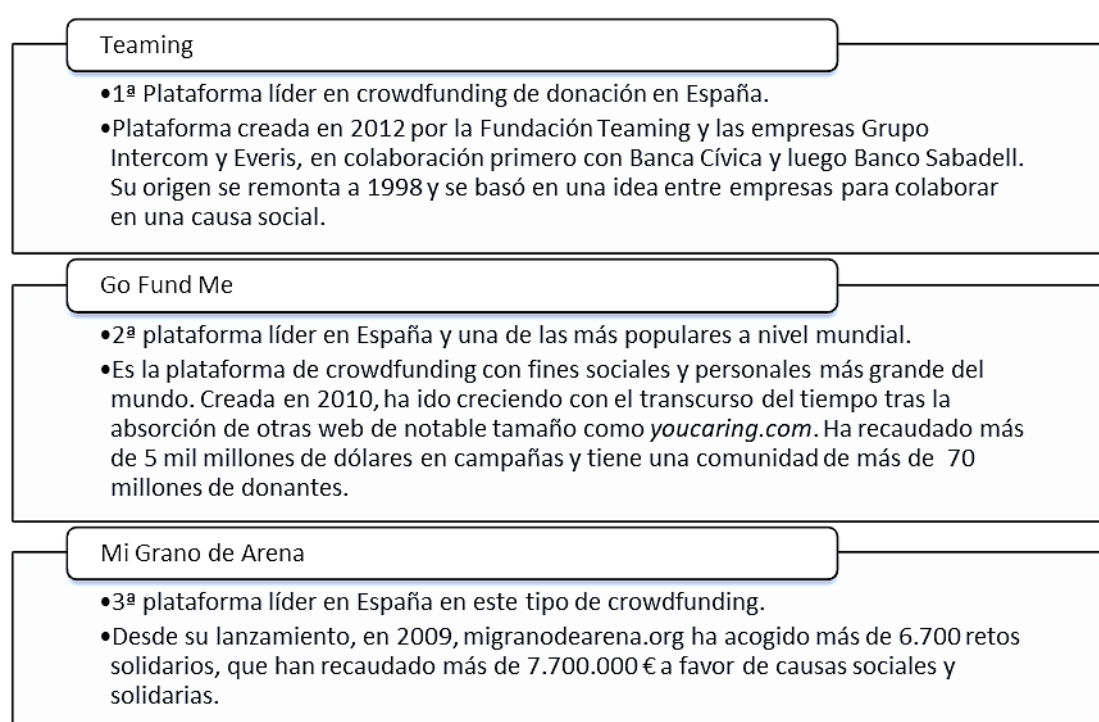 Teaming
•1ª Plataforma líder en crowdfunding de donación en España.
•Plataforma creada en 2012 por la Fundación Teaming y las empresas Grupo
Intercom y Everis, en colaboración primero con Banca Cívica y luego Banco Sabadell.
Su origen se remonta a 1998 y se basó en una idea entre empresas para colaborar
en una causa social.
Go Fund Me
•2ª plataforma líder en España y una de las más populares a nivel mundial.
•Es la plataforma de crowdfunding con fines sociales y personales más grande del
mundo. Creada en 2010, ha ido creciendo con el transcurso del tiempo tras la
absorción de otras web de notable tamaño como youcaring.com. Ha recaudado más
de 5 mil millones de dólares en campañas y tiene una comunidad de más de 70
millones de donantes.
Mi Grano de Arena
•3ª plataforma líder en España en este tipo de crowdfunding.
•Desde su lanzamiento, en 2009, migranodearena.org ha acogido más de 6.700 retos
solidarios, que han recaudado más de 7.700.000 € a favor de causas sociales y
solidarias.